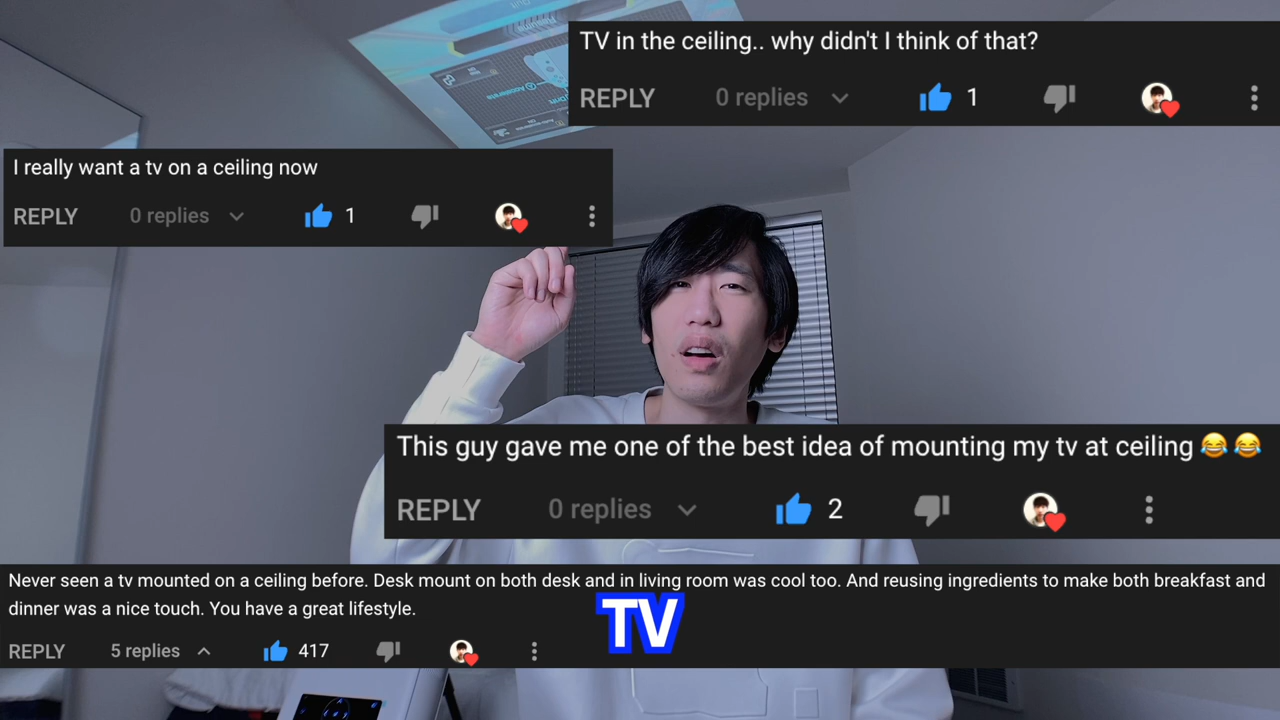 TV in the ceiling.. why didn't I think of that?
REPLY 0 replies 1
I really want a tv on a ceiling now
REPLY 0 replies 1
This guy gave me one of the best idea of mounting my tv at ceiling 😂😂
REPLY 0 replies 2
Never seen a tv mounted on a ceiling before. Desk mount on both desk and in living room was cool too. And reusing ingredients to make both breakfast and
dinner was a nice touch. You have a great lifestyle.
TV
REPLY 5 replies 417